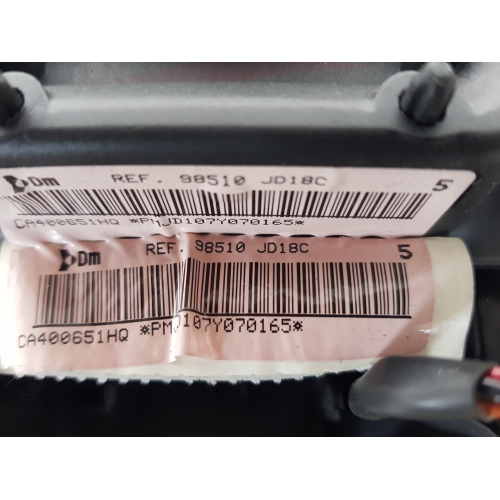 Dm REF. 98510 JD18C 5
CA400651HQ *PMJD107Y070165*
Dm REF. 98510 JD18C 5
CA400651HQ *PMJ107Y070165*